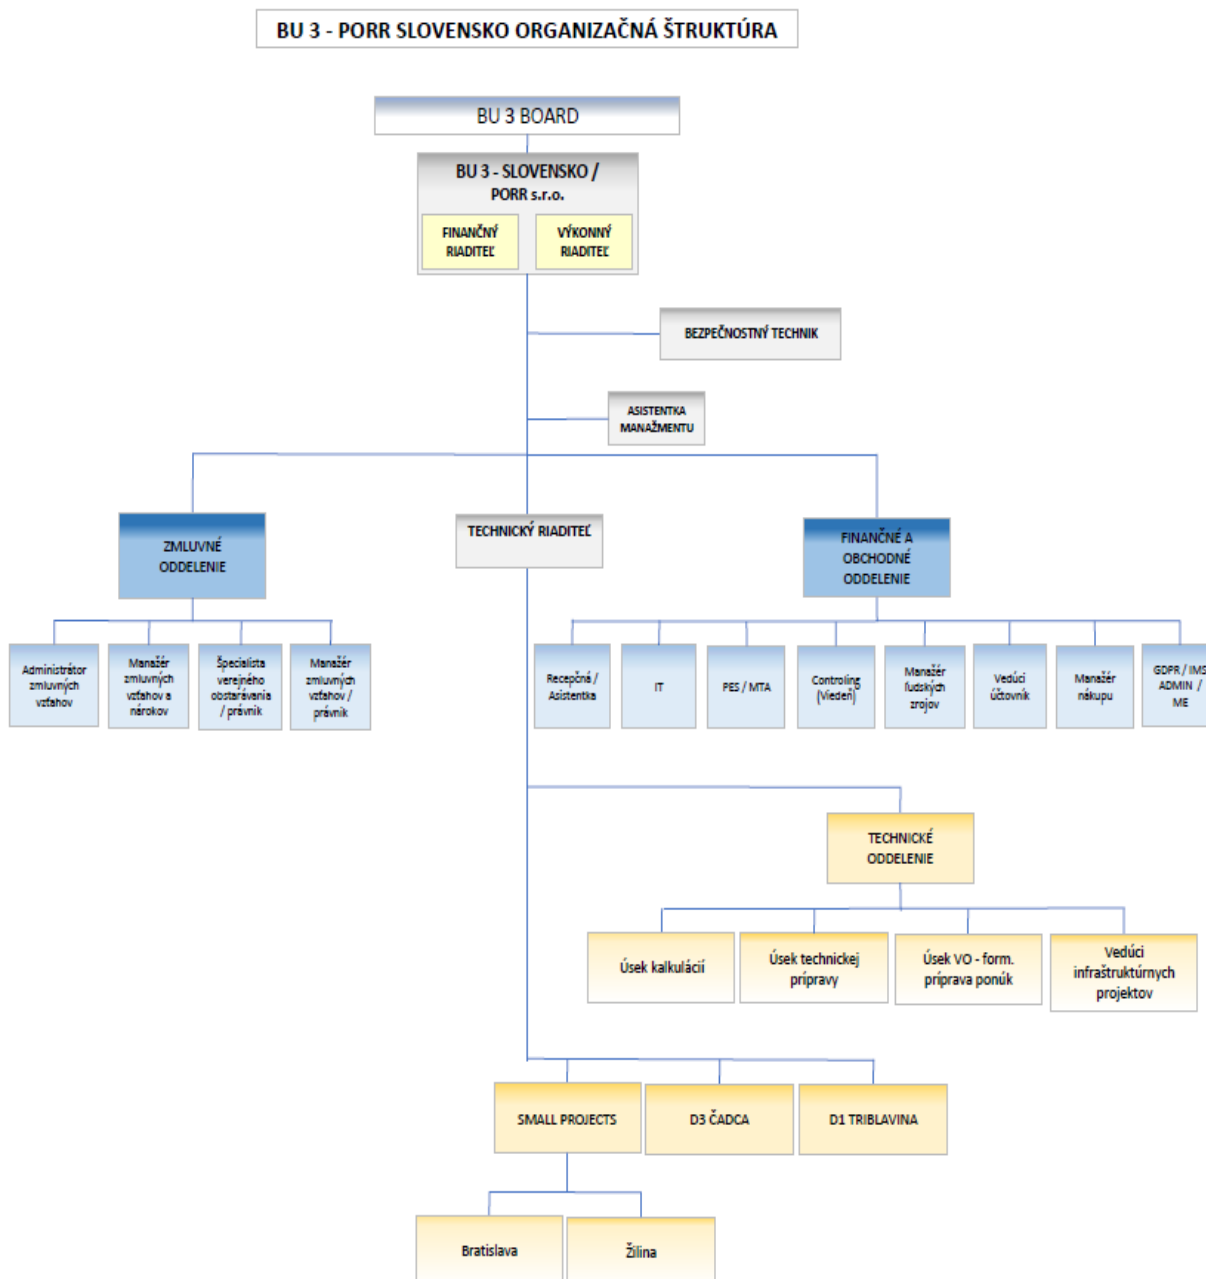 BU 3 - PORR SLOVENSKO ORGANIZAČNÁ ŠTRUKTÚRA
BU 3 BOARD
BU 3 - SLOVENSKO /
PORR s.r.o.
FINANČNÝ
RIADITEĽ
VÝKONNÝ
RIADITEĽ
BEZPEČNOSTNÝ TECHNIK
ASISTENTKA
MANAŽMENTU
ZMLUVNÉ
ODDELENIE
TECHNICKÝ RIADITEĽ
FINANČNÉ A
OBCHODNÉ
ODDELENIE
Administrátor
zmluvných
vzťahov
Manažér
zmluvných
vzťahov a
nárokov
Špecialista
verejného
obstarávania
/ právnik
Manažér
zmluvných
vzťahov /
právnik
Recepčná /
Asistentka
IT
PES / MTA
Controling
(Viedeň)
Manažér
ľudských
zrojov
Vedúci
účtovník
Manažér
nákupu
GDPR / IMS
ADMIN /
ME
TECHNICKÉ
ODDELENIE
Úsek kalkulácií
Úsek technickej
prípravy
Úsek VO - form.
príprava ponúk
Vedúci
infraštruktúrnych
projektov
SMALL PROJECTS
D3 ČADCA
D1 TRIBLAVINA
Bratislava
Žilina